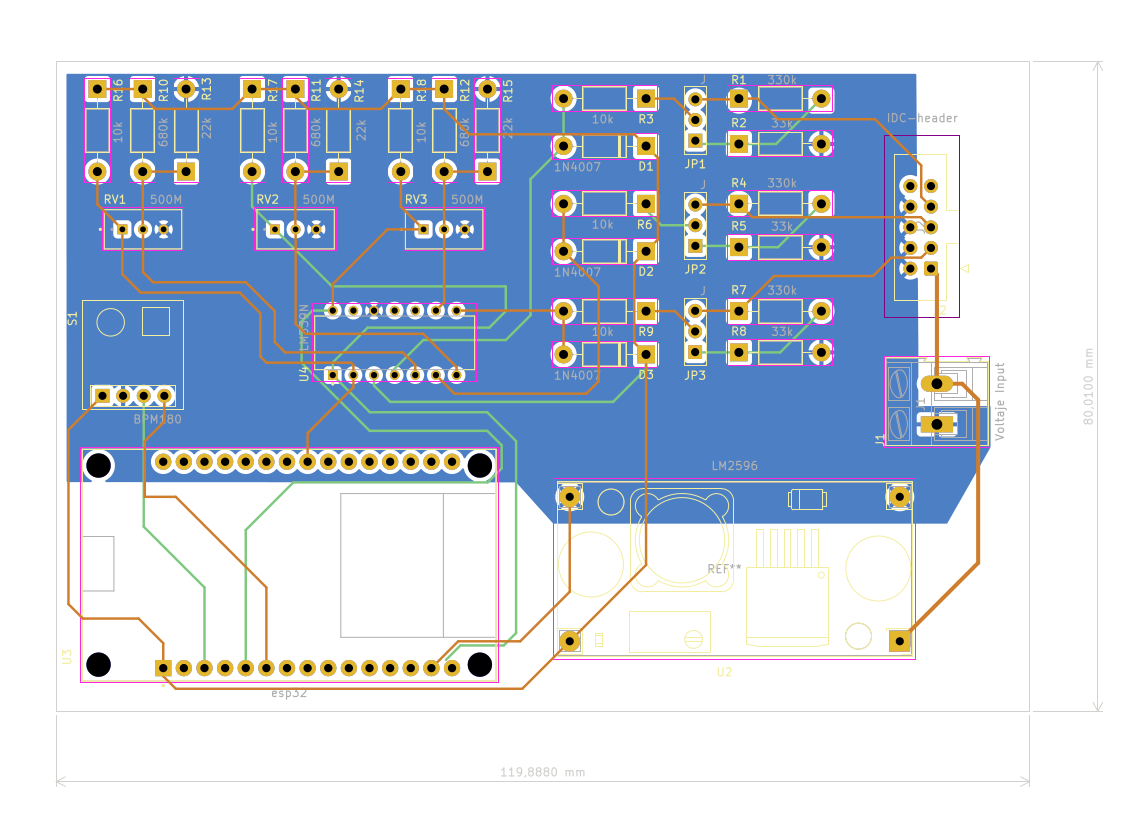 R16
R10
R13
R17
R11
R14
R18
R12
R15
10k
680k
22k
10k
680k
22k
10k
680k
22k
RV1
500M
RV2
500M
RV3
500M
R3
10k
D1
1N4007
R6
10k
D2
1N4007
R9
10k
D3
1N4007
J
JP1
J
JP2
J
JP3
R1
330k
R2
33k
R4
330k
R5
33k
R7
330k
R8
33k
IDC-header
S1
BPM180
U4
J1
Voltaje Input
LM2596
REF**
U2
U3
esp32
80,0100 mm
119,8880 mm